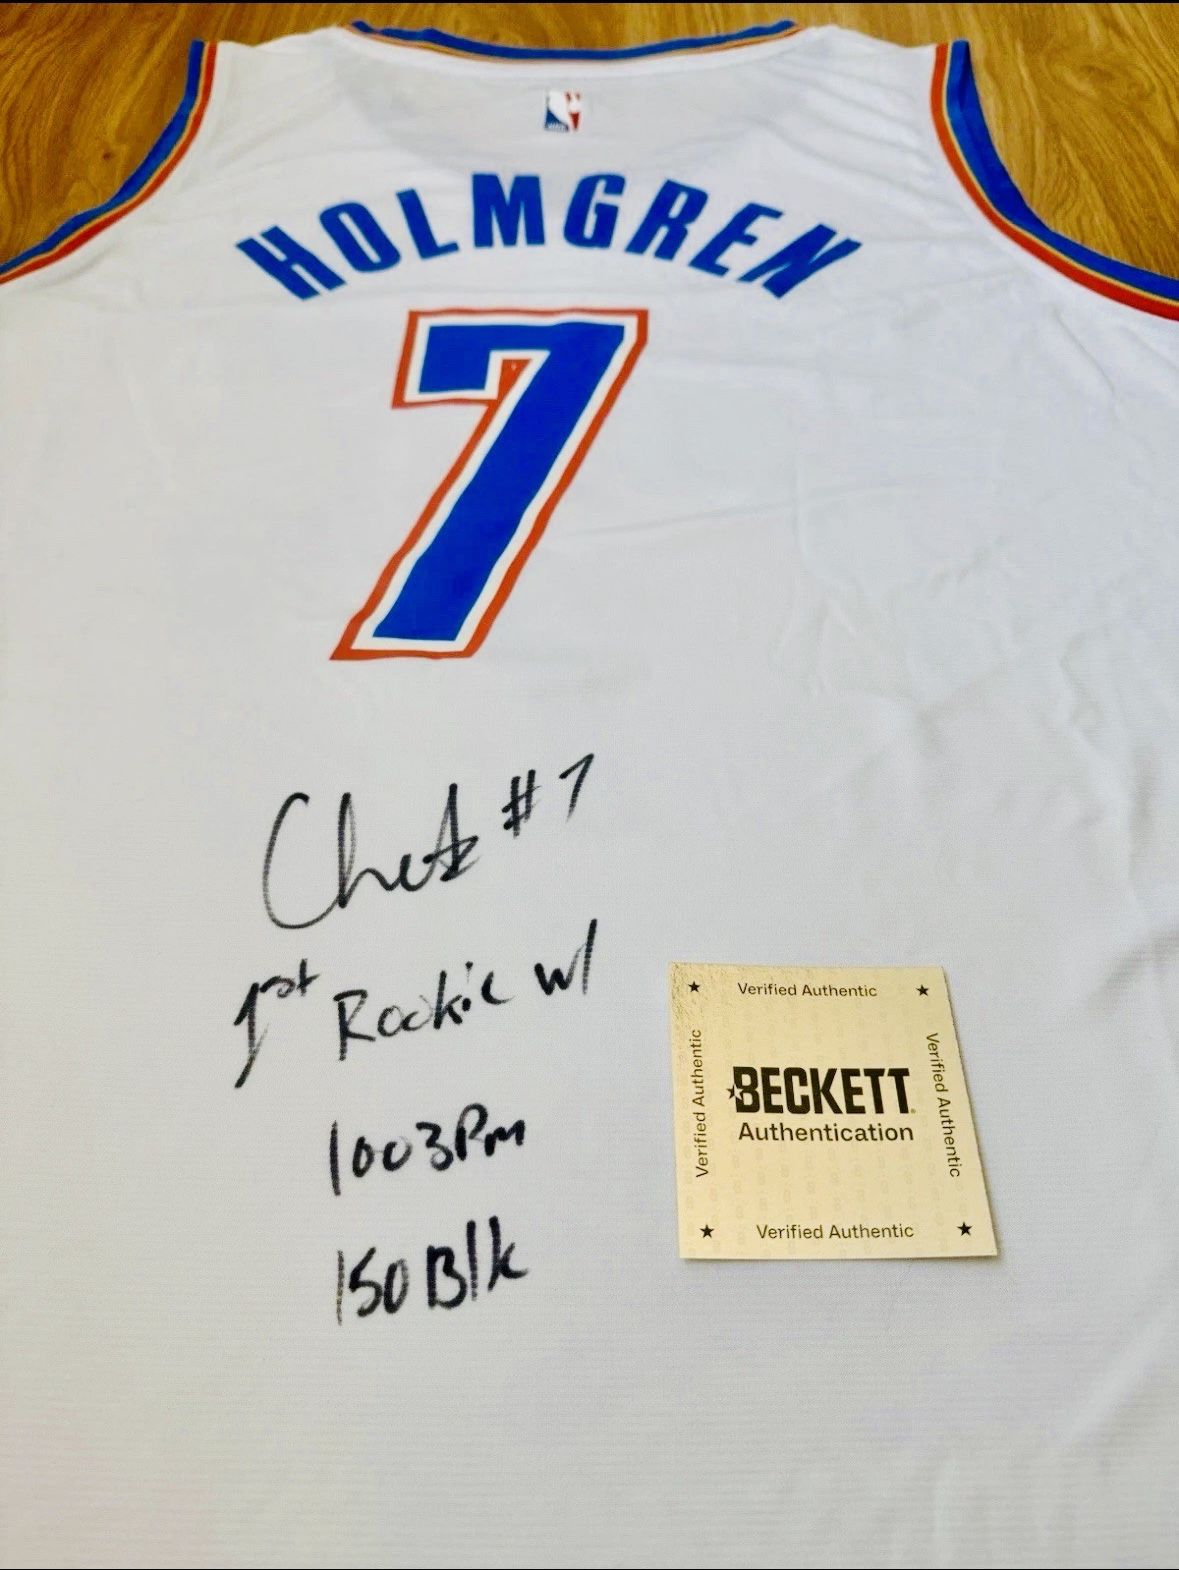 HOLMGREN
7
Chet #7
1st Rookie w/
1003Pm
150 Blk
Verified Authentic
Verified Authentic
Verified Authentic
BECKETT
Authentication
Verified Authentic